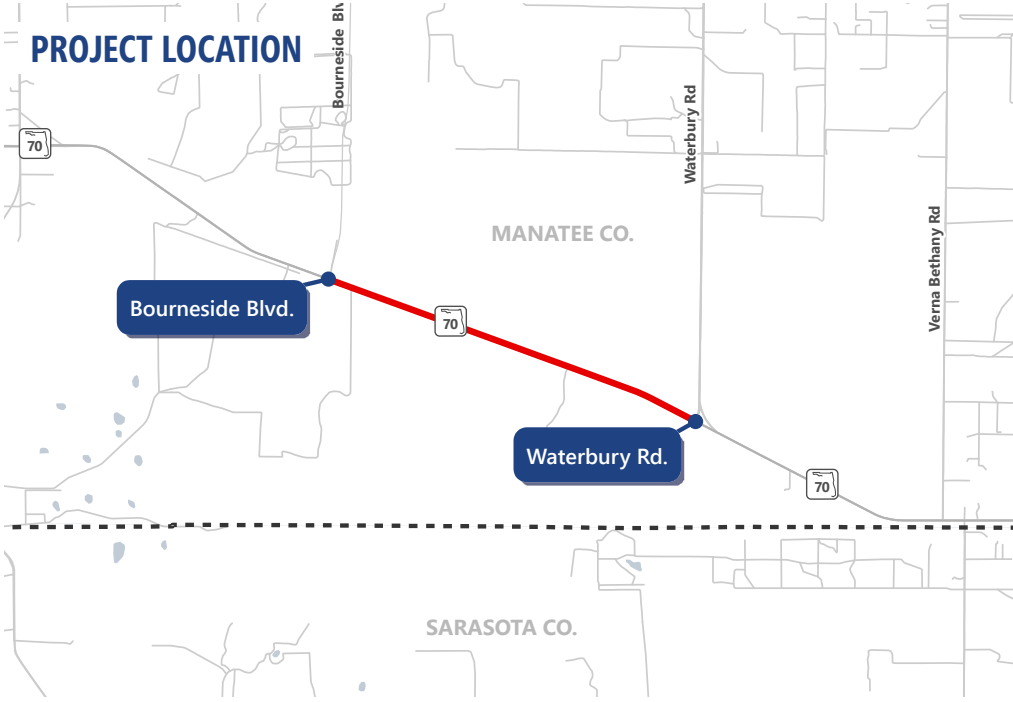 PROJECT LOCATION
Bourneside Blv
Waterbury Rd
70
Verna Bethany Rd
MANATEE CO.
Bourneside Blvd.
70
Waterbury Rd.
70
SARASOTA CO.